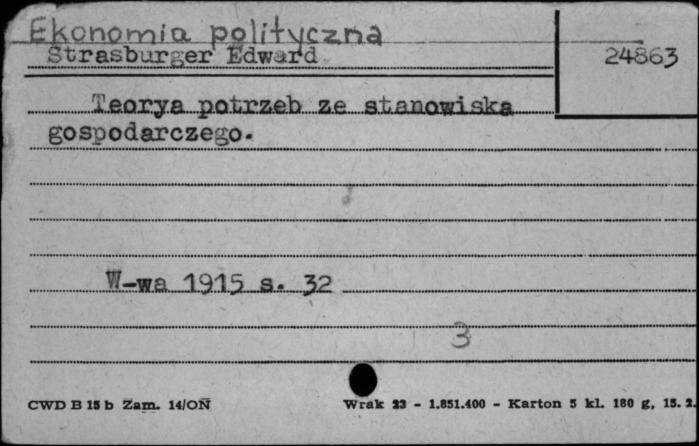 Ekonomia polityczna
Strasburger Edward
24863
Teorya potrzeb ze stanowiska
gospodarczego.
W-wa 1915 s. 32
3
CWD B 15 b Zam. 14/OŃ
Wrak 23 - 1.851.400 - Karton 5 kl. 180 g, 15. 2.